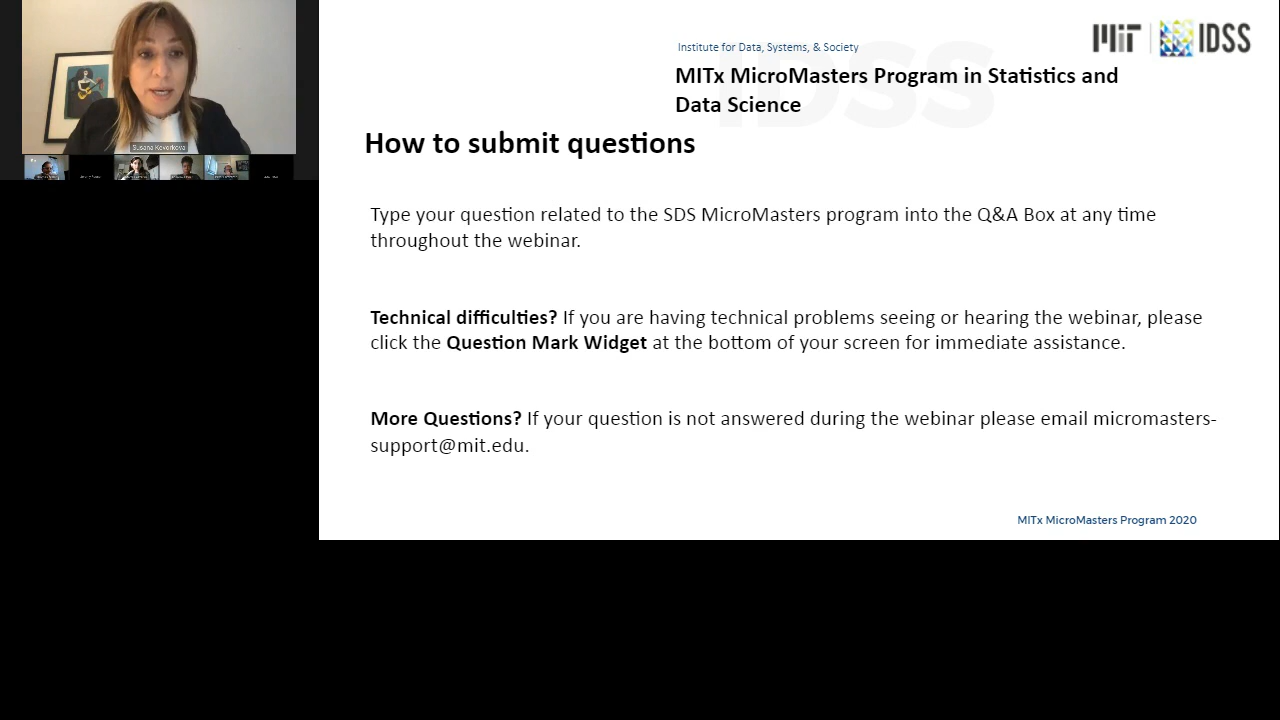 Susana Kevorkova
Institute for Data, Systems, & Society
MITx MicroMasters Program in Statistics and
Data Science
MIT IDSS
IDSS
How to submit questions
Type your question related to the SDS MicroMasters program into the Q&A Box at any time
throughout the webinar.
Technical difficulties? If you are having technical problems seeing or hearing the webinar, please
click the Question Mark Widget at the bottom of your screen for immediate assistance.
More Questions? If your question is not answered during the webinar please email micromasters-
support@mit.edu.
MITx MicroMasters Program 2020